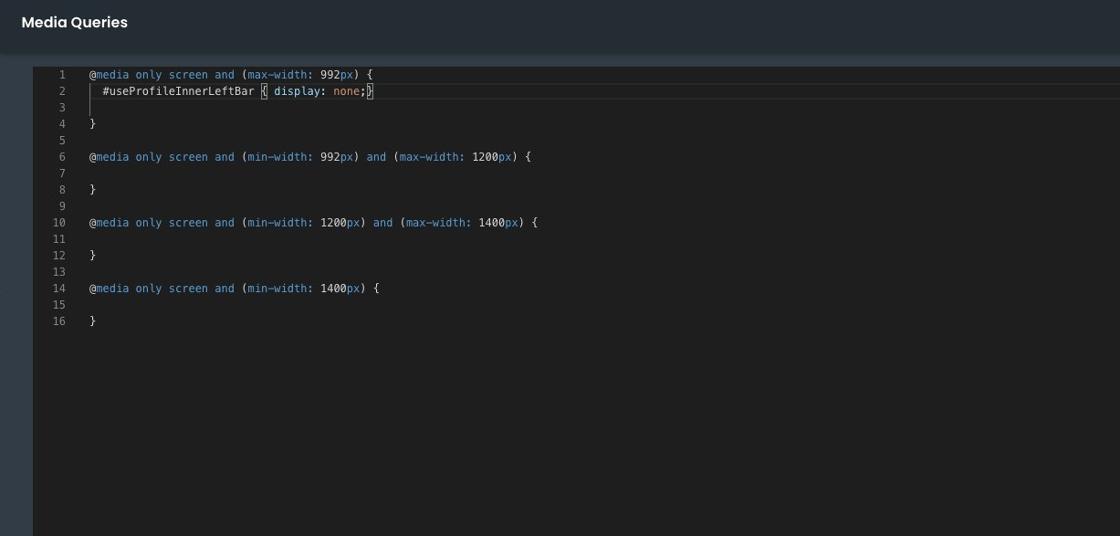 Media Queries
1 @media only screen and (max-width: 992px) {
2 #useProfileInnerLeftBar { display: none;}
3
4 }
5
6 @media only screen and (min-width: 992px) and (max-width: 1200px) {
7
8 }
9
10 @media only screen and (min-width: 1200px) and (max-width: 1400px) {
11
12 }
13
14 @media only screen and (min-width: 1400px) {
15
16 }